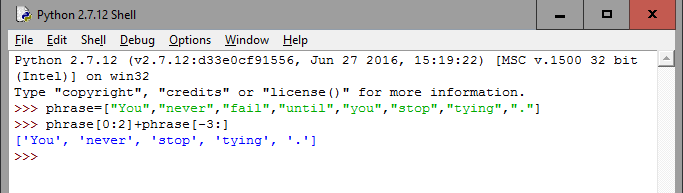 Python 2.7.12 Shell
File Edit Shell Debug Options Window Help
Python 2.7.12 (v2.7.12:d33e0cf91556, Jun 27 2016, 15:19:22) [MSC v.1500 32 bit
(Intel)] on win32
Type "copyright", "credits" or "license()" for more information.
>>> phrase=["You","never","fail","until","you","stop","tying","."]
>>> phrase[0:2]+phrase[-3:]
['You', 'never', 'stop', 'tying', '.']
>>>